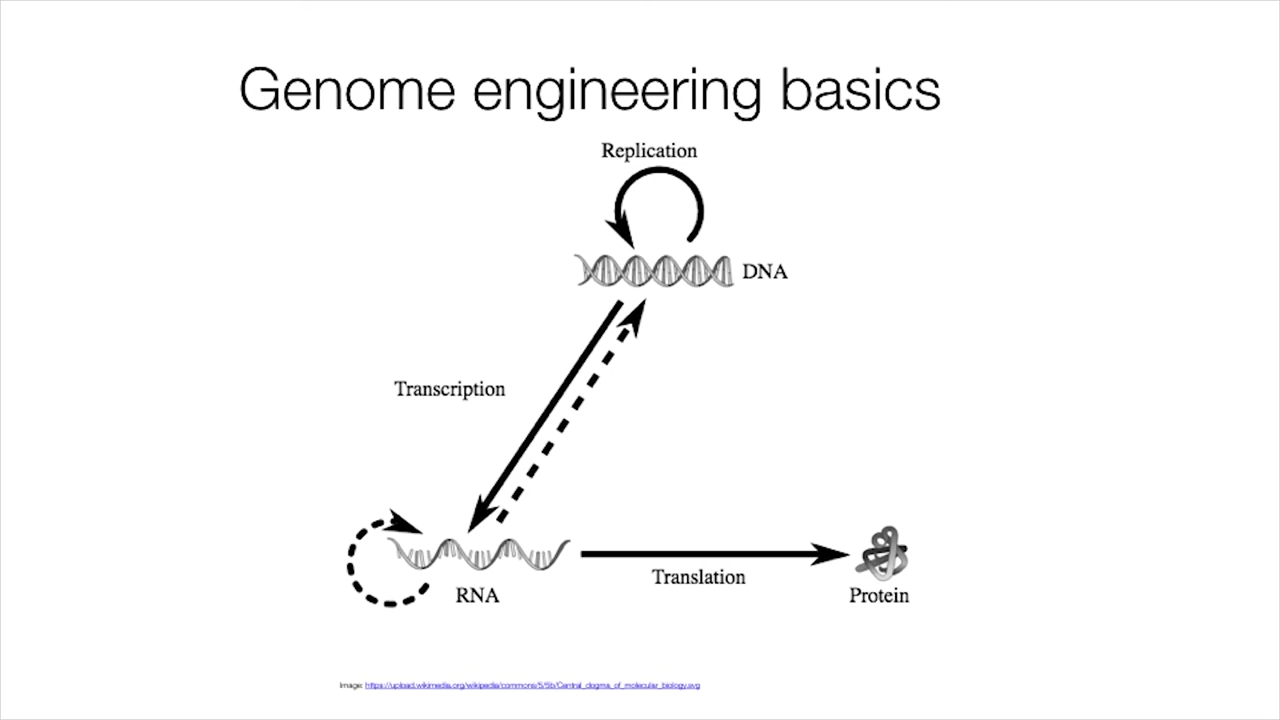 Genome engineering basics
Replication
DNA
Transcription
RNA
Translation
Protein
Image: https://upload.wikimedia.org/wikipedia/commons/5/5b/Central_dogma_of_molecular_biology.svg